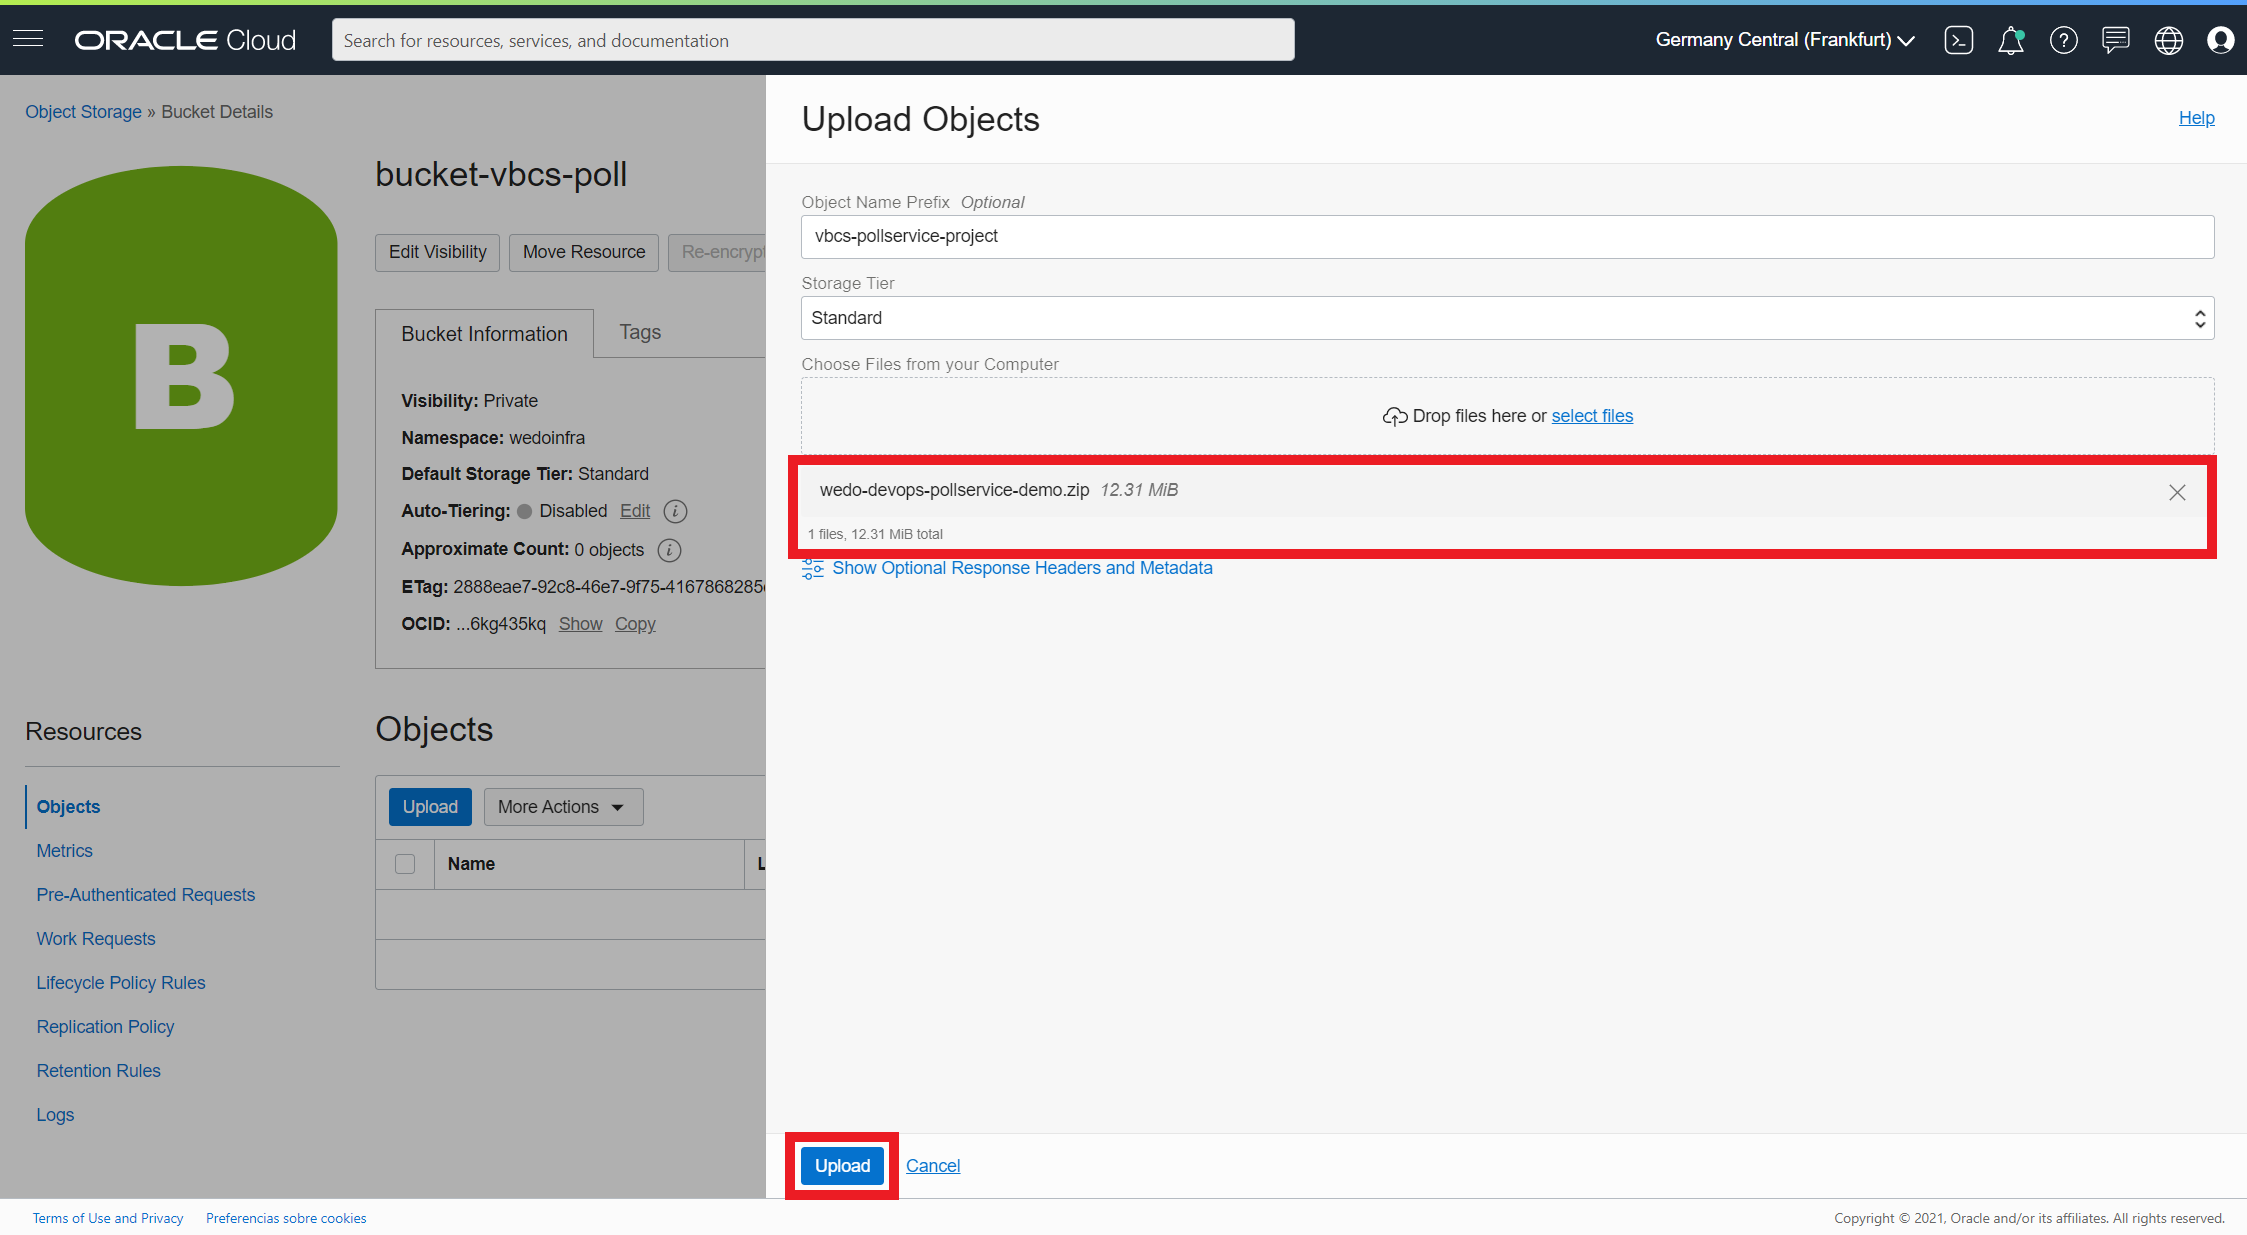 ORACLE Cloud
Search for resources, services, and documentation
Germany Central (Frankfurt)
Object Storage » Bucket Details
B
bucket-vbcs-poll
Edit Visibility
Move Resource
Re-encrypt
Bucket Information
Tags
Visibility: Private
Namespace: wedoinfra
Default Storage Tier: Standard
Auto-Tiering: Disabled Edit
Approximate Count: 0 objects
ETag: 2888eae7-92c8-46e7-9f75-4167868285
OCID: ...6kg435kq Show Copy
Resources
Objects
Metrics
Pre-Authenticated Requests
Work Requests
Lifecycle Policy Rules
Replication Policy
Retention Rules
Logs
Objects
Upload
More Actions
Name
Upload Objects
Help
Object Name Prefix Optional
vbcs-pollservice-project
Storage Tier
Standard
Choose Files from your Computer
Drop files here or select files
wedo-devops-pollservice-demo.zip 12.31 MiB
1 files, 12.31 MiB total
Show Optional Response Headers and Metadata
Upload
Cancel
Terms of Use and Privacy
Preferencias sobre cookies
Copyright © 2021, Oracle and/or its affiliates. All rights reserved.